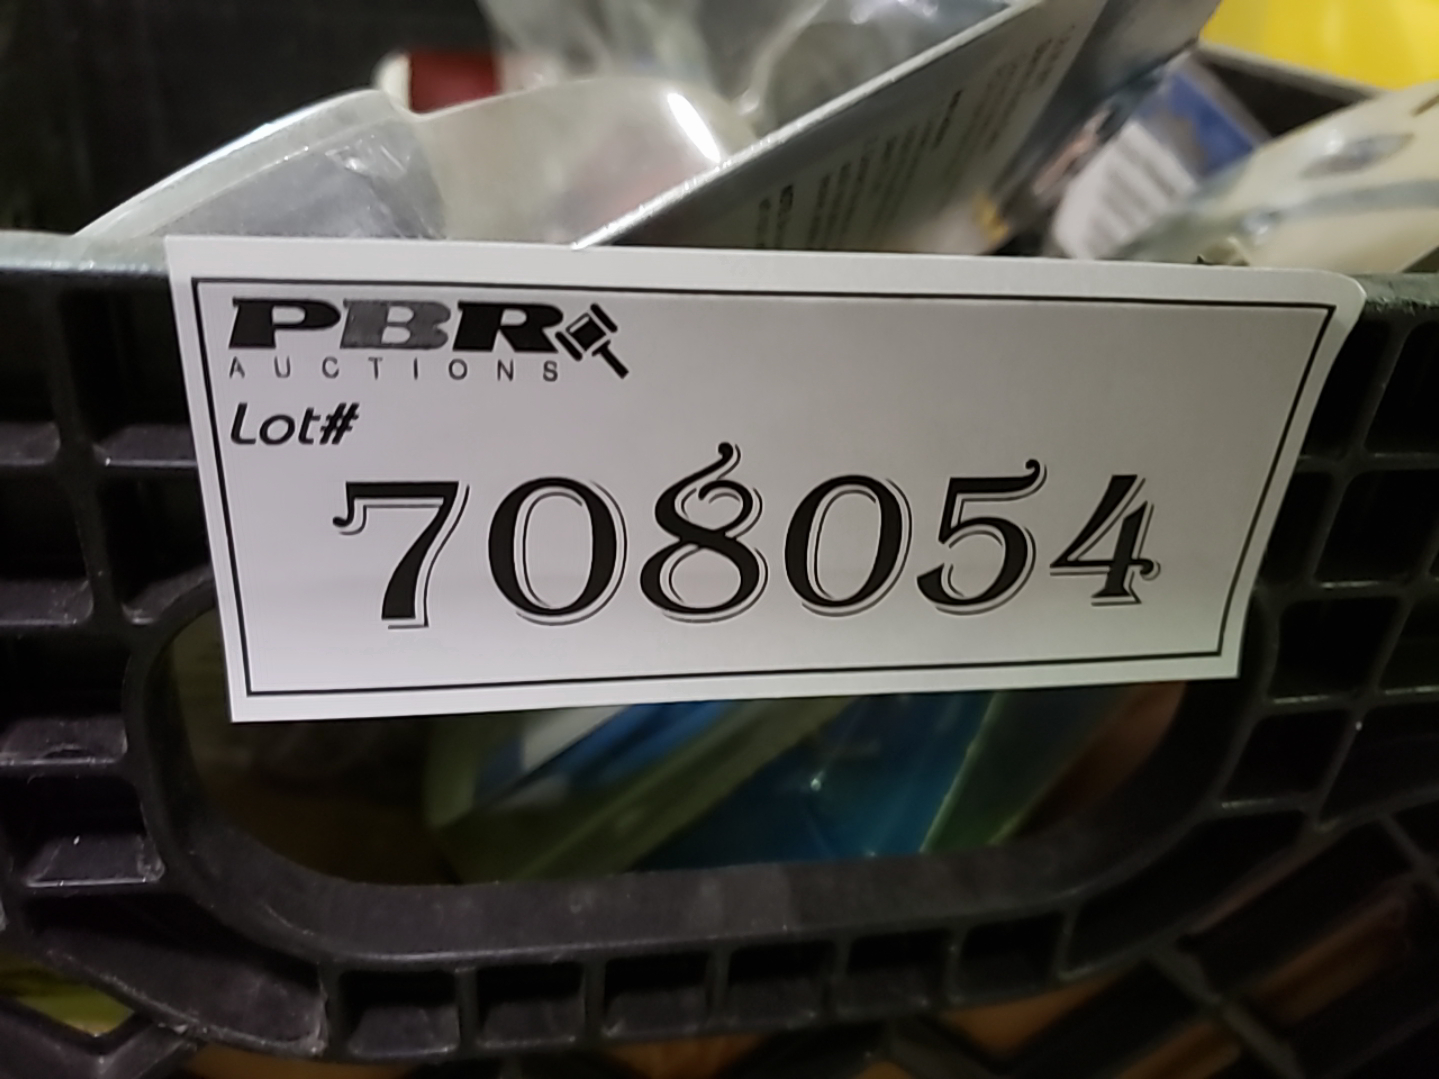 PBR
AUCTIONS
Lot#
708054